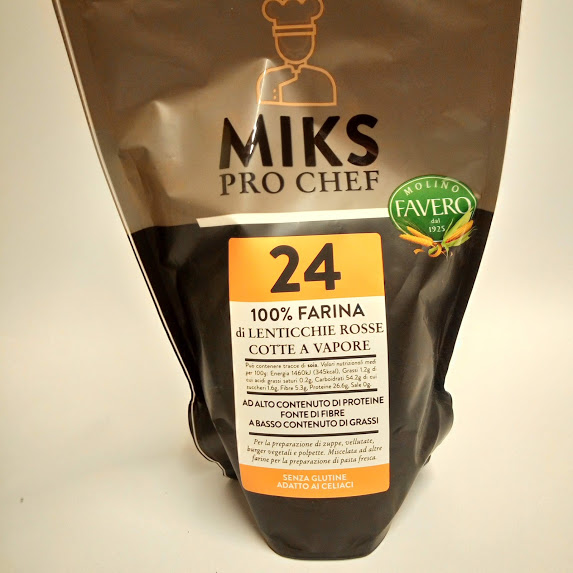 MIKS
PRO CHEF
MOLINO
FAVERO
dal
1925
24
100% FARINA
di LENTICCHIE ROSSE
COTTE A VAPORE
Può contenere tracce di soia. Valori nutrizionali medi
per 100g: Energia 1460kJ (345kcal), Grassi 1.2g di
cui acidi grassi saturi 0.2g, Carboidrati 54.2g di cui
zuccheri 1.6g, Fibre 5.3g, Proteine 26.6g, Sale 0g.
AD ALTO CONTENUTO DI PROTEINE
FONTE DI FIBRE
A BASSO CONTENUTO DI GRASSI
Per la preparazione di zuppe, vellutate,
burger vegetali e polpette. Miscelata ad altre
farine per la preparazione di pasta fresca.
SENZA GLUTINE
ADATTO AI CELIACI